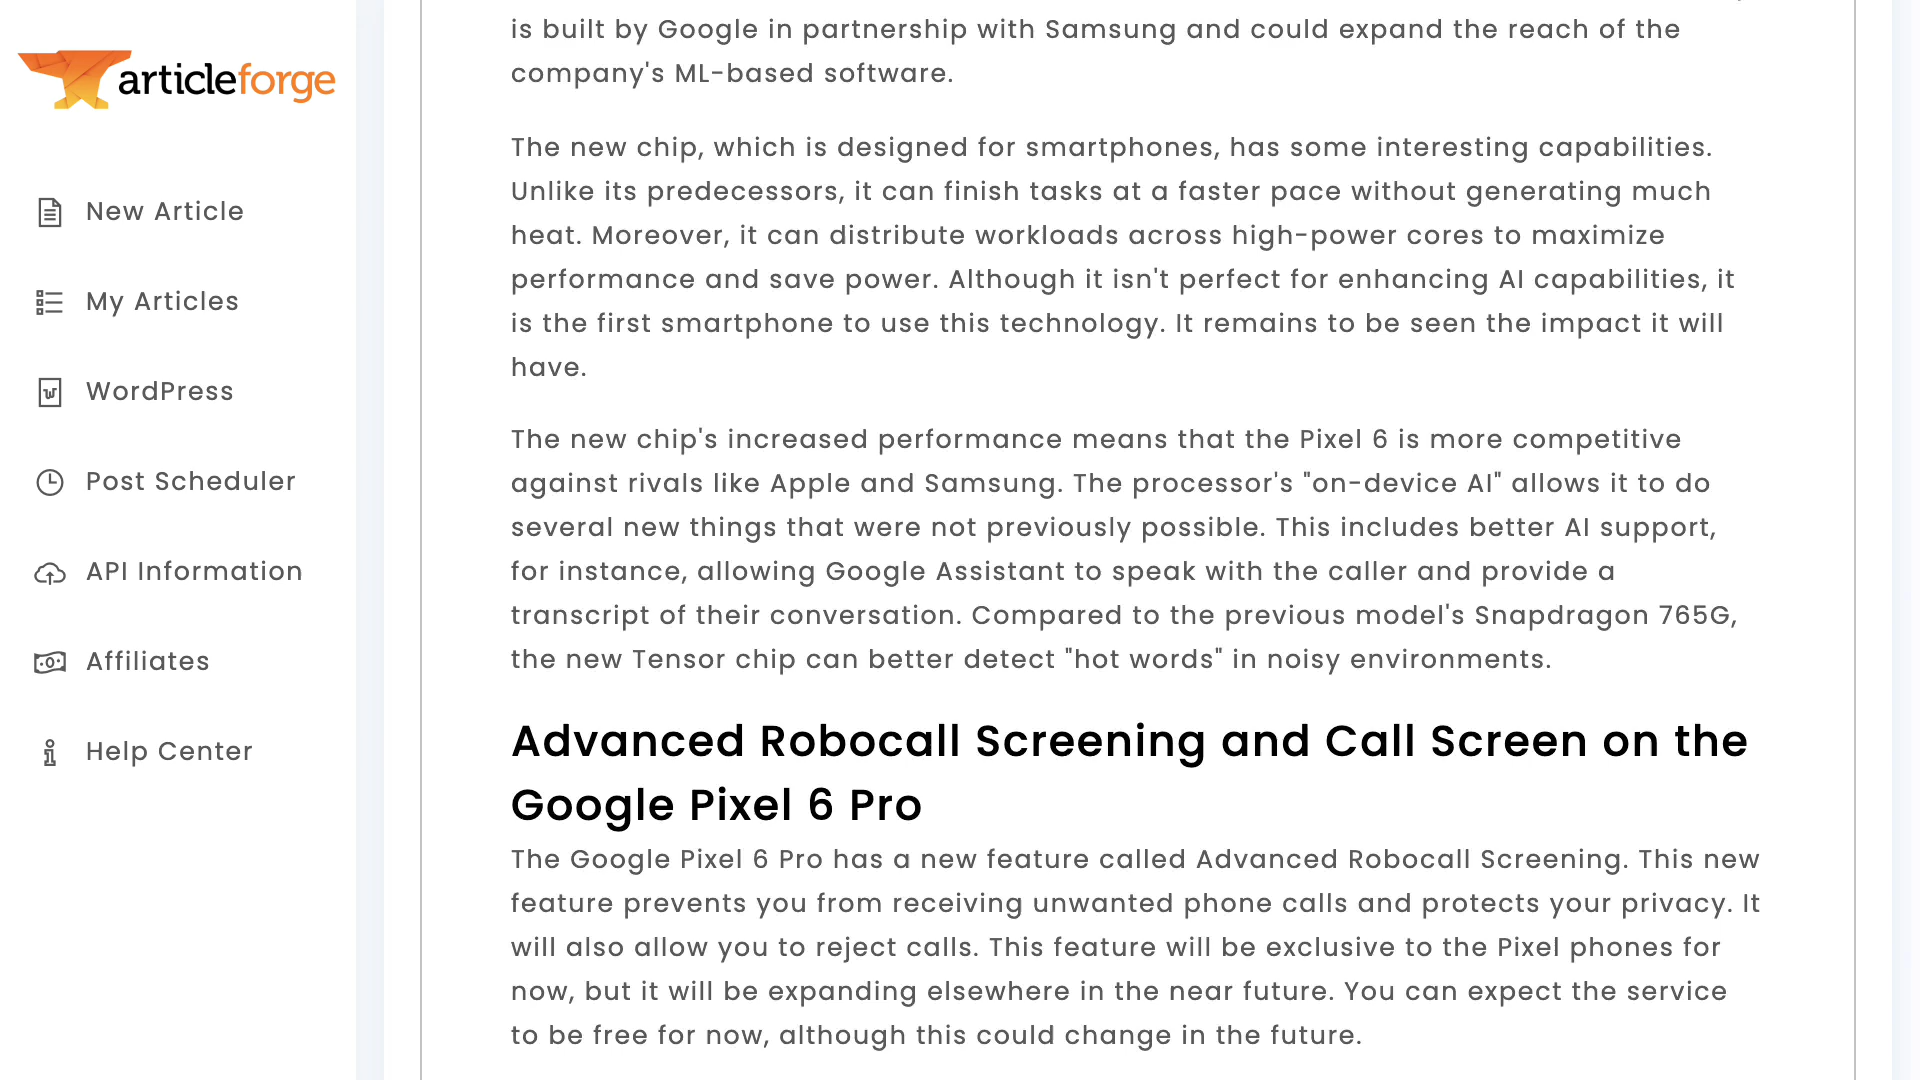 articleforge
New Article
My Articles
WordPress
Post Scheduler
API Information
Affiliates
Help Center
is built by Google in partnership with Samsung and could expand the reach of the
company's ML-based software.
The new chip, which is designed for smartphones, has some interesting capabilities.
Unlike its predecessors, it can finish tasks at a faster pace without generating much
heat. Moreover, it can distribute workloads across high-power cores to maximize
performance and save power. Although it isn't perfect for enhancing AI capabilities, it
is the first smartphone to use this technology. It remains to be seen the impact it will
have.
The new chip's increased performance means that the Pixel 6 is more competitive
against rivals like Apple and Samsung. The processor's "on-device AI" allows it to do
several new things that were not previously possible. This includes better AI support,
for instance, allowing Google Assistant to speak with the caller and provide a
transcript of their conversation. Compared to the previous model's Snapdragon 765G,
the new Tensor chip can better detect "hot words" in noisy environments.
Advanced Robocall Screening and Call Screen on the
Google Pixel 6 Pro
The Google Pixel 6 Pro has a new feature called Advanced Robocall Screening. This new
feature prevents you from receiving unwanted phone calls and protects your privacy. It
will also allow you to reject calls. This feature will be exclusive to the Pixel phones for
now, but it will be expanding elsewhere in the near future. You can expect the service
to be free for now, although this could change in the future.